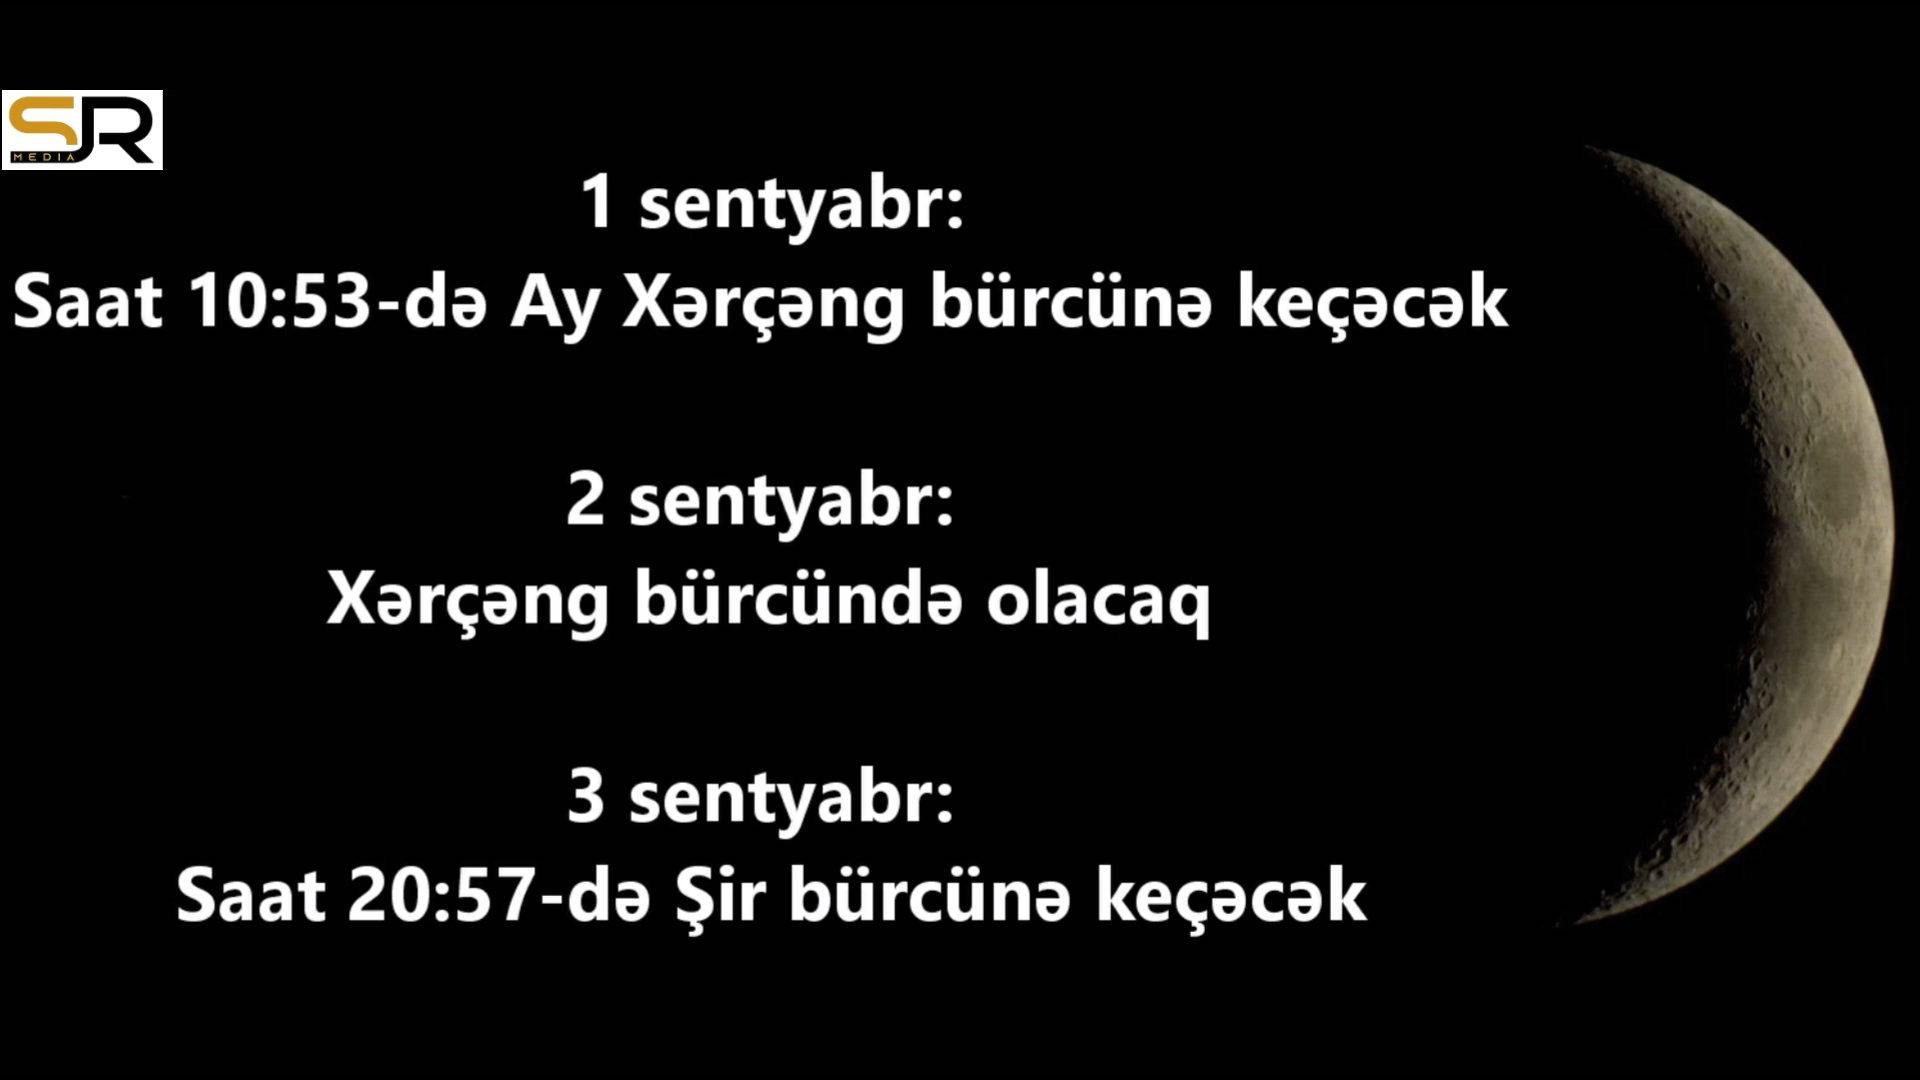 SR
MEDIA
1 sentyabr:
Saat 10:53-də Ay Xərçəng bürcünə keçəcək
2 sentyabr:
Xərçəng bürcündə olacaq
3 sentyabr:
Saat 20:57-də Şir bürcünə keçəcək